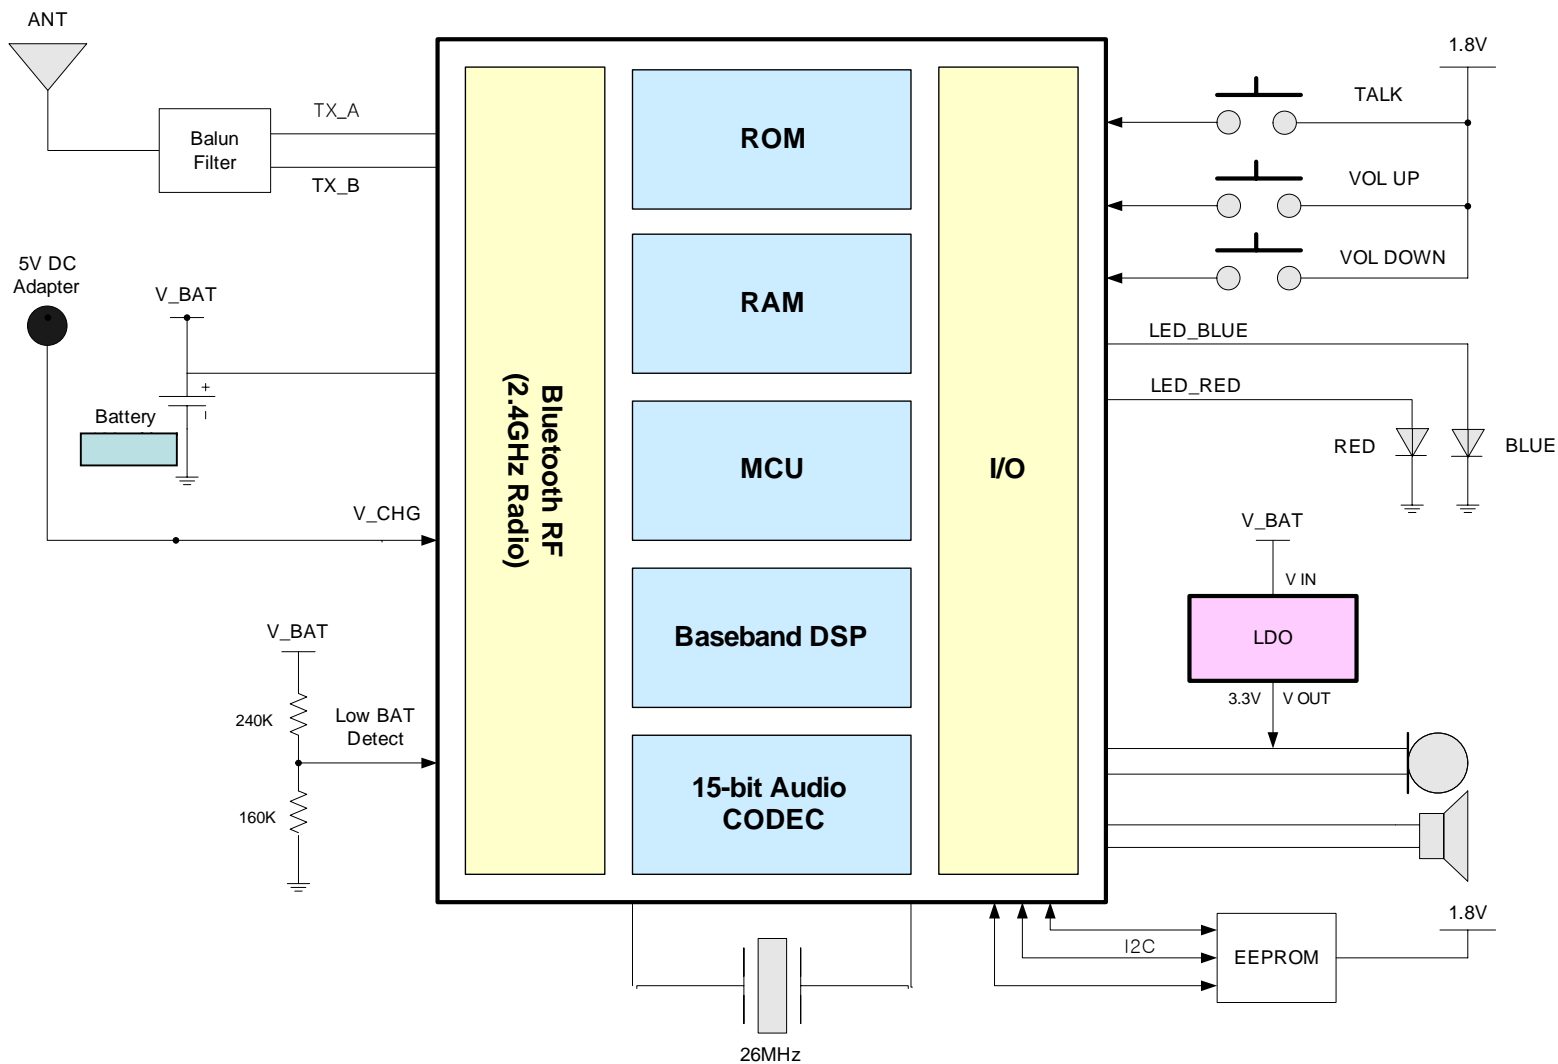 ANT
Balun
Filter
TX_A
TX_B
5V DC
Adapter
V_BAT
+
Battery
V_CHG
V_BAT
240K
160K
Low BAT
Detect
Bluetooth RF
(2.4GHz Radio)
ROM
RAM
MCU
Baseband DSP
15-bit Audio
CODEC
I/O
1.8V
TALK
VOL UP
VOL DOWN
LED_BLUE
LED_RED
RED
BLUE
V_BAT
V IN
LDO
3.3V
V OUT
I2C
EEPROM
1.8V
26MHz